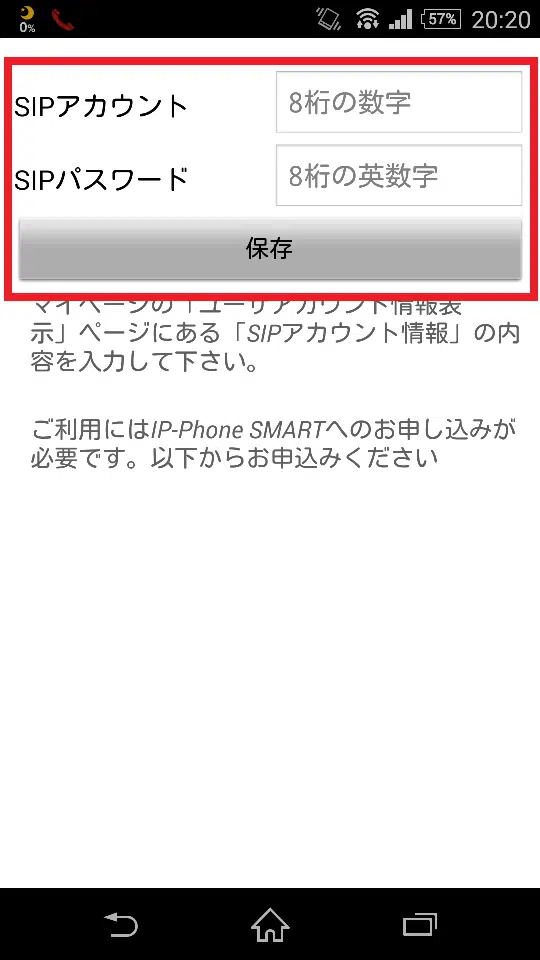 0%
57%
20:20
SIPアカウント
8桁の数字
SIPパスワード
8桁の英数字
保存
マイページの「ユーザアカウント情報表
示」ページにある「SIPアカウント情報」の内
容を入力して下さい。
ご利用にはIP-Phone SMARTへのお申し込みが
必要です。以下からお申込みください